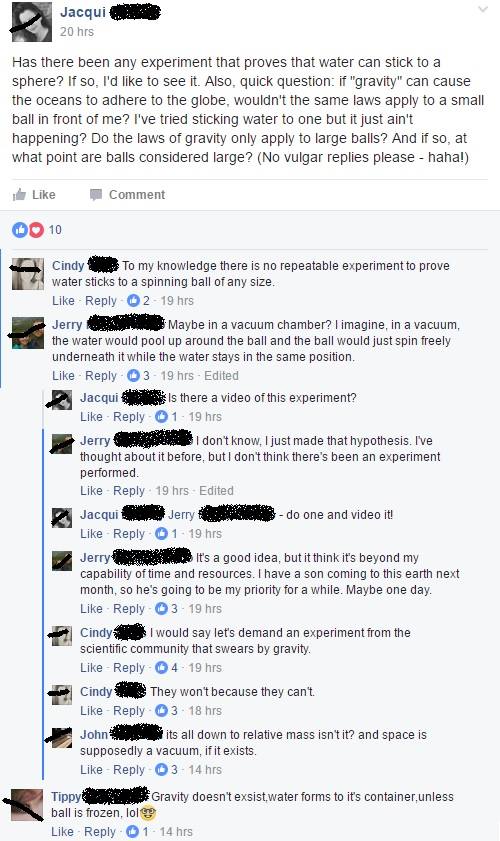 Jacqui
20 hrs
Has there been any experiment that proves that water can stick to a
sphere? If so, I'd like to see it. Also, quick question: if "gravity" can cause
the oceans to adhere to the globe, wouldn't the same laws apply to a small
ball in front of me? I've tried sticking water to one but it just ain't
happening? Do the laws of gravity only apply to large balls? And if so, at
what point are balls considered large? (No vulgar replies please - haha!)
Like Comment
10
Cindy To my knowledge there is no repeatable experiment to prove
water sticks to a spinning ball of any size.
Like · Reply · 2 · 19 hrs
Jerry Maybe in a vacuum chamber? I imagine, in a vacuum,
the water would pool up around the ball and the ball would just spin freely
underneath it while the water stays in the same position.
Like · Reply · 3 · 19 hrs · Edited
Jacqui Is there a video of this experiment?
Like · Reply · 1 · 19 hrs
Jerry I don't know, I just made that hypothesis. I've
thought about it before, but I don't think there's been an experiment
performed.
Like · Reply · 19 hrs · Edited
Jacqui Jerry - do one and video it!
Like · Reply · 1 · 19 hrs
Jerry It's a good idea, but it think it's beyond my
capability of time and resources. I have a son coming to this earth next
month, so he's going to be my priority for a while. Maybe one day.
Like · Reply · 3 · 19 hrs
Cindy I would say let's demand an experiment from the
scientific community that swears by gravity.
Like · Reply · 4 · 19 hrs
Cindy They won't because they can't.
Like · Reply · 3 · 18 hrs
John its all down to relative mass isn't it? and space is
supposedly a vacuum, if it exists.
Like · Reply · 3 · 14 hrs
Tippy Gravity doesn't exsist,water forms to it's container,unless
ball is frozen, lol 🤓
Like · Reply · 1 · 14 hrs